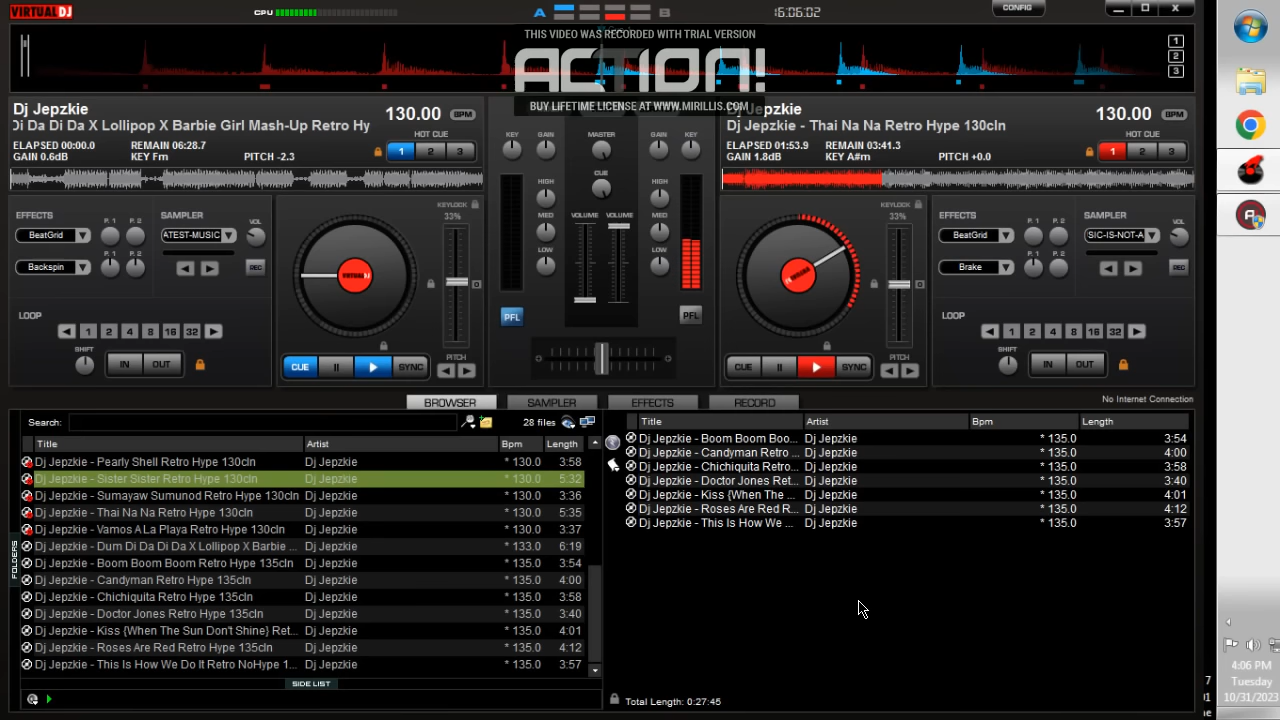 VIRTUALDJ
CPU
A
B
16:06:02
CONFIG
X
THIS VIDEO WAS RECORDED WITH TRIAL VERSION
ACTION!
BUY LIFETIME LICENSE AT WWW.MIRILLIS.COM
1
2
3
Dj Jepzkie
130.00 BPM
Di Da Di Da X Lollipop X Barbie Girl Mash-Up Retro Hy
HOT CUE
ELAPSED 00:00.0 REMAIN 06:28.7
GAIN 0.6dB KEY Fm PITCH -2.3
1 2 3
KEY GAIN MASTER GAIN KEY
CUE
HIGH HIGH
MED MED
LOW LOW
VOLUME VOLUME
PFL PFL
Jepzkie
130.00 BPM
Dj Jepzkie - Thai Na Na Retro Hype 130cln
HOT CUE
ELAPSED 01:53.9 REMAIN 03:41.3
GAIN 1.8dB KEY A#m PITCH +0.0
1 2 3
EFFECTS P. 1 P. 2 SAMPLER VOL
BeatGrid ATEST-MUSIC
Backspin REC
LOOP
1 2 4 8 16 32
SHIFT IN OUT
KEYLOCK
33%
CUE SYNC PITCH
KEYLOCK
33%
CUE SYNC PITCH
EFFECTS P. 1 P. 2 SAMPLER VOL
BeatGrid SIC-IS-NOT-A
Brake REC
LOOP
1 2 4 8 16 32
SHIFT IN OUT
BROWSER SAMPLER EFFECTS RECORD
No Internet Connection
Search: 28 files
FOLDERS
Title Artist Bpm Length
Dj Jepzkie - Pearly Shell Retro Hype 130cln Dj Jepzkie * 130.0 3:58
Dj Jepzkie - Sister Sister Retro Hype 130cln Dj Jepzkie * 130.0 5:32
Dj Jepzkie - Sumayaw Sumunod Retro Hype 130cln Dj Jepzkie * 130.0 3:36
Dj Jepzkie - Thai Na Na Retro Hype 130cln Dj Jepzkie * 130.0 5:35
Dj Jepzkie - Vamos A La Playa Retro Hype 130cln Dj Jepzkie * 130.0 3:37
Dj Jepzkie - Dum Di Da Di Da X Lollipop X Barbie ... Dj Jepzkie * 133.0 6:19
Dj Jepzkie - Boom Boom Boom Retro Hype 135cln Dj Jepzkie * 135.0 3:54
Dj Jepzkie - Candyman Retro Hype 135cln Dj Jepzkie * 135.0 4:00
Dj Jepzkie - Chichiquita Retro Hype 135cln Dj Jepzkie * 135.0 3:58
Dj Jepzkie - Doctor Jones Retro Hype 135cln Dj Jepzkie * 135.0 3:40
Dj Jepzkie - Kiss {When The Sun Don't Shine} Ret... Dj Jepzkie * 135.0 4:01
Dj Jepzkie - Roses Are Red Retro Hype 135cln Dj Jepzkie * 135.0 4:12
Dj Jepzkie - This Is How We Do It Retro NoHype 1... Dj Jepzkie * 135.0 3:57
SIDE LIST
Title Artist Bpm Length
Dj Jepzkie - Boom Boom Boo... Dj Jepzkie * 135.0 3:54
Dj Jepzkie - Candyman Retro ... Dj Jepzkie * 135.0 4:00
Dj Jepzkie - Chichiquita Retro... Dj Jepzkie * 135.0 3:58
Dj Jepzkie - Doctor Jones Ret... Dj Jepzkie * 135.0 3:40
Dj Jepzkie - Kiss {When The ... Dj Jepzkie * 135.0 4:01
Dj Jepzkie - Roses Are Red R... Dj Jepzkie * 135.0 4:12
Dj Jepzkie - This Is How We ... Dj Jepzkie * 135.0 3:57
Total Length: 0:27:45
7
01
ne
4:06 PM
Tuesday
10/31/2023